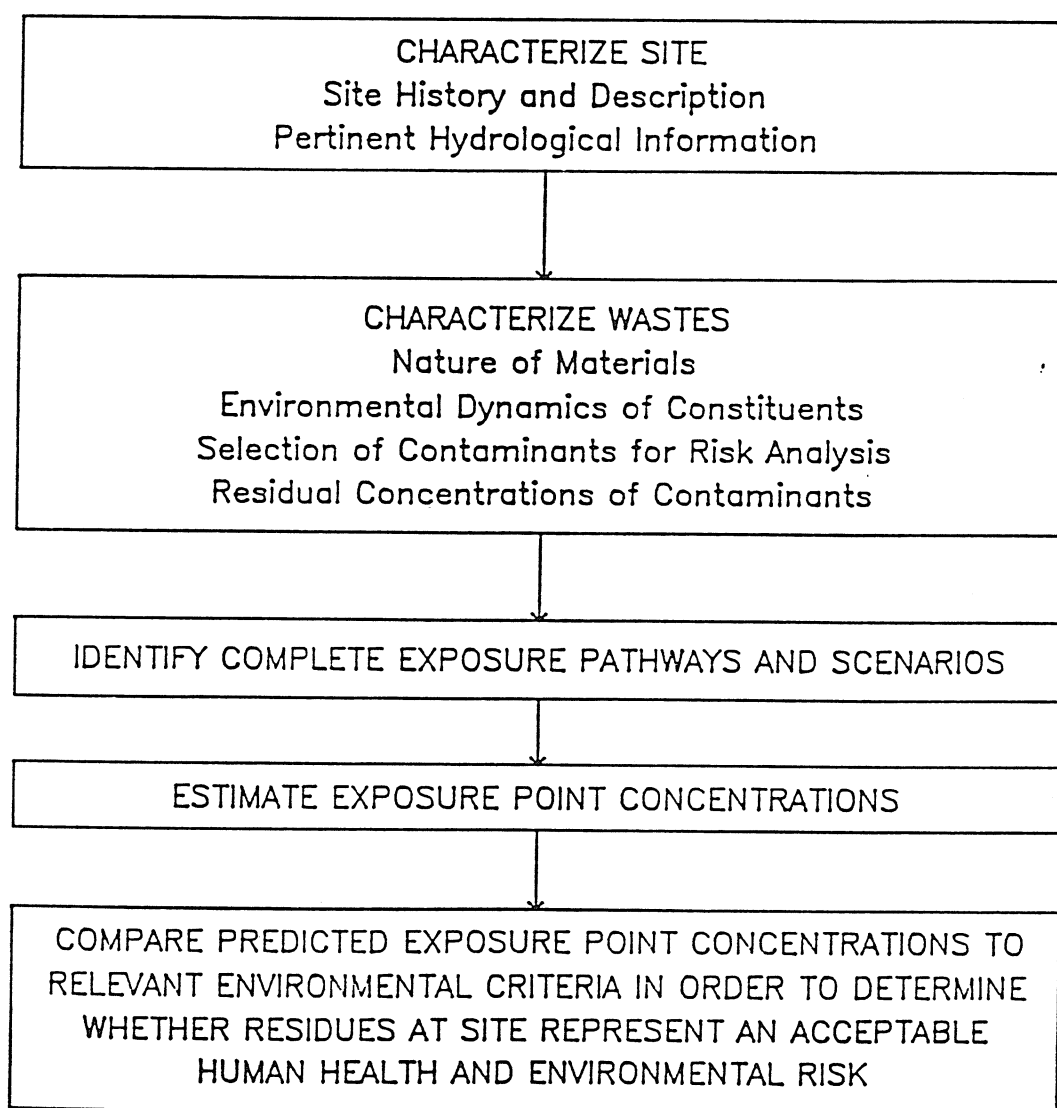 CHARACTERIZE SITE
Site History and Description
Pertinent Hydrological Information
CHARACTERIZE WASTES
Nature of Materials
Environmental Dynamics of Constituents
Selection of Contaminants for Risk Analysis
Residual Concentrations of Contaminants
IDENTIFY COMPLETE EXPOSURE PATHWAYS AND SCENARIOS
ESTIMATE EXPOSURE POINT CONCENTRATIONS
COMPARE PREDICTED EXPOSURE POINT CONCENTRATIONS TO
RELEVANT ENVIRONMENTAL CRITERIA IN ORDER TO DETERMINE
WHETHER RESIDUES AT SITE REPRESENT AN ACCEPTABLE
HUMAN HEALTH AND ENVIRONMENTAL RISK